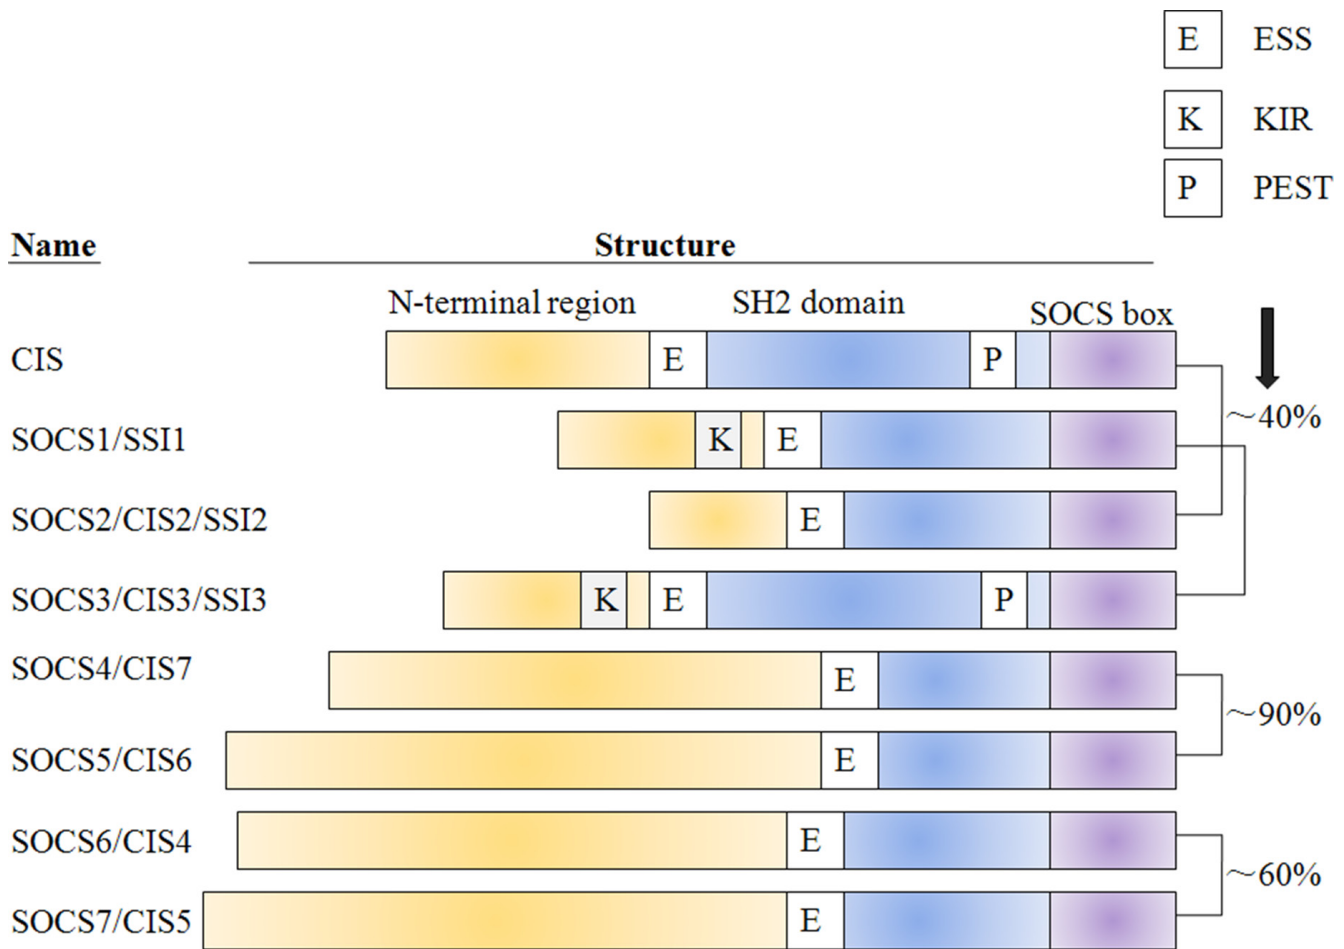 E ESS
K KIR
P PEST
Name Structure
N-terminal region SH2 domain SOCS box
CIS E P
~40%
SOCS1/SSI1 K E
SOCS2/CIS2/SSI2 E
SOCS3/CIS3/SSI3 K E P
SOCS4/CIS7 E
~90%
SOCS5/CIS6 E
SOCS6/CIS4 E
~60%
SOCS7/CIS5 E